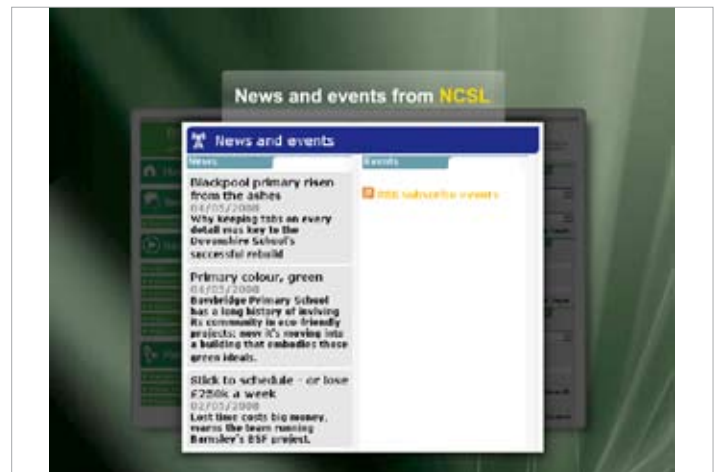 News and events from NCSL
News and events
News
Blackpool primary risen
from the ashes
04/05/2008
Why keeping tabs on every
detail was key to the
Devonshire School's
successful rebuild
Primary colour, green
04/05/2008
Bambridge Primary School
has a long history of
its community in eco-friendly
projects; now it's moving into
a building that embodies those
green ideals.
Stick to schedule - or lose
£250k a week
02/05/2008
Lost time costs big money,
warns the team running
Barnsley's BSF project.
Events
RSS subscribe events